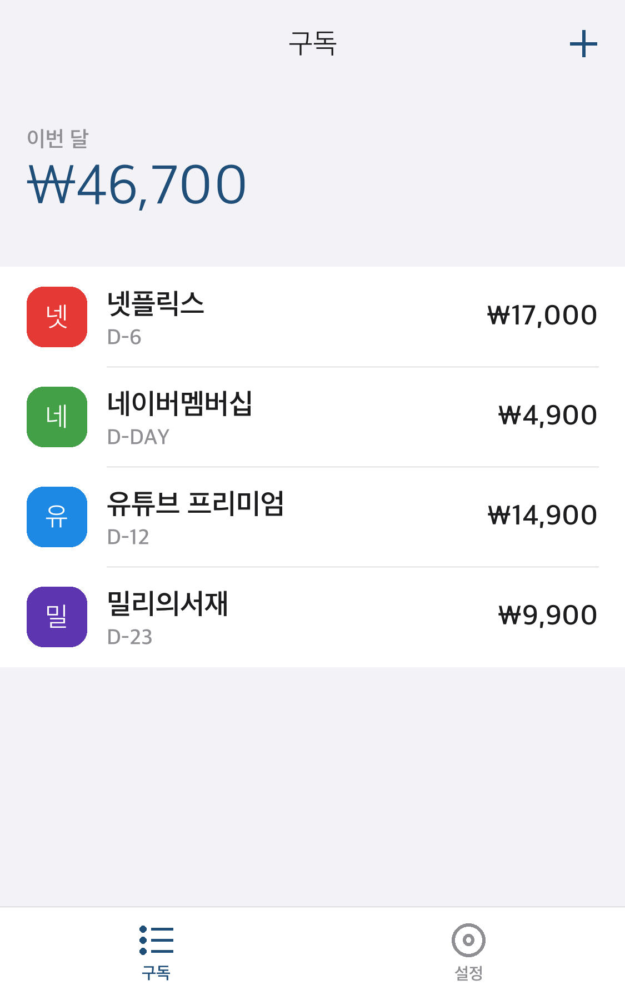 구독
이번 달
₩46,700
넷
넷플릭스
₩17,000
D-6
네
네이버멤버십
₩4,900
D-DAY
유
유튜브 프리미엄
₩14,900
D-12
밀
밀리의서재
₩9,900
D-23
구독
설정